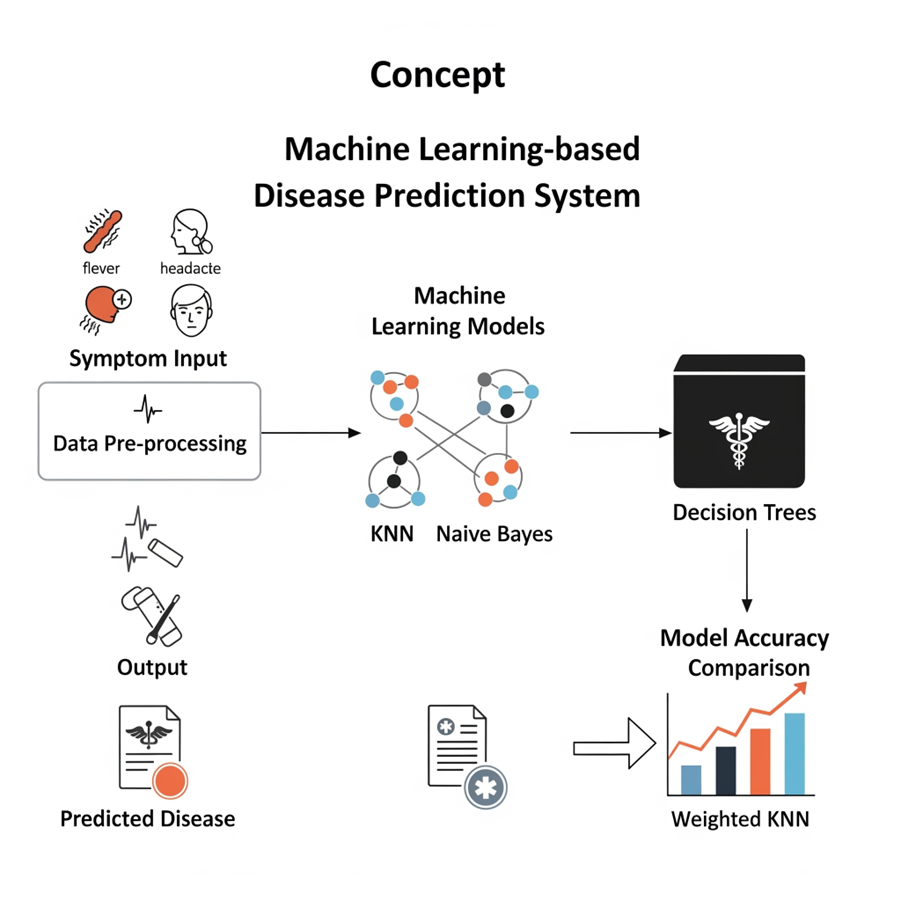 Concept
Machine Learning-based
Disease Prediction System
flever
headacte
Symptom Input
Data Pre-processing
Machine
Learning Models
KNN
Naive Bayes
Decision Trees
Model Accuracy
Comparison
Weighted KNN
Output
Predicted Disease